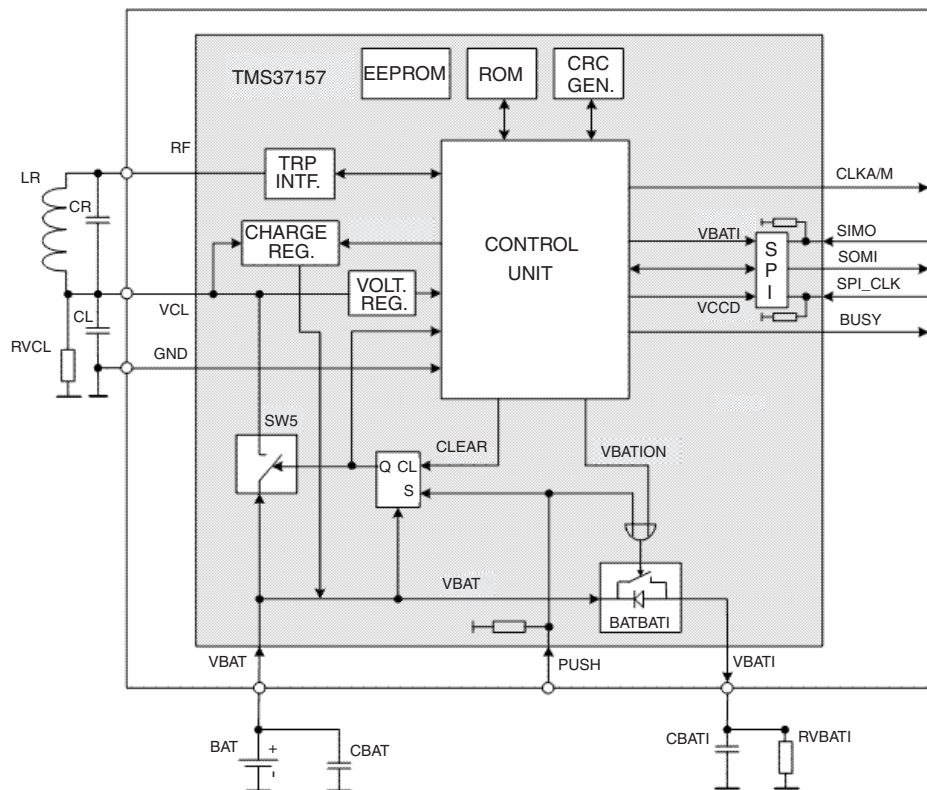 TMS37157
EEPROM
ROM
CRC
GEN.
RF
TRP
INTF.
LR
CR
CLKA/M
CHARGE
REG.
CONTROL
UNIT
VBATI
S
P
I
SIMO
SOMI
VOLT.
REG.
VCL
CL
VCCD
SPI_CLK
BUSY
RVCL
GND
SW5
CLEAR
VBATION
Q CL
S
VBAT
BATBATI
VBAT
PUSH
VBATI
BAT
+
-
CBAT
CBATI
RVBATI